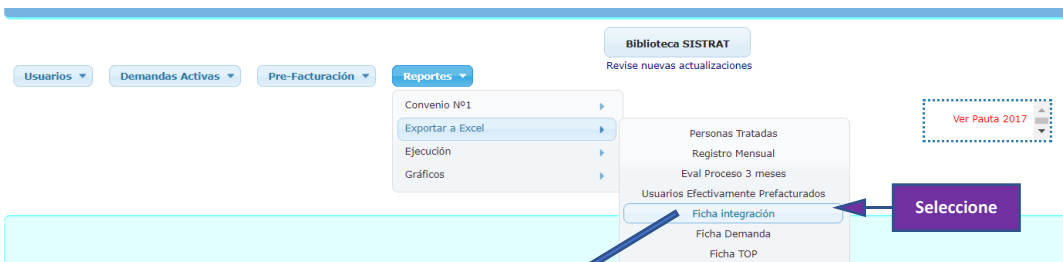 Biblioteca SISTRAT
Revise nuevas actualizaciones
Usuarios
Demandas Activas
Pre-Facturación
Reportes
Convenio Nº1
Exportar a Excel
Ejecución
Gráficos
Personas Tratadas
Registro Mensual
Eval Proceso 3 meses
Usuarios Efectivamente Prefacturados
Ficha integración
Ficha Demanda
Ficha TOP
Ver Pauta 2017
Seleccione